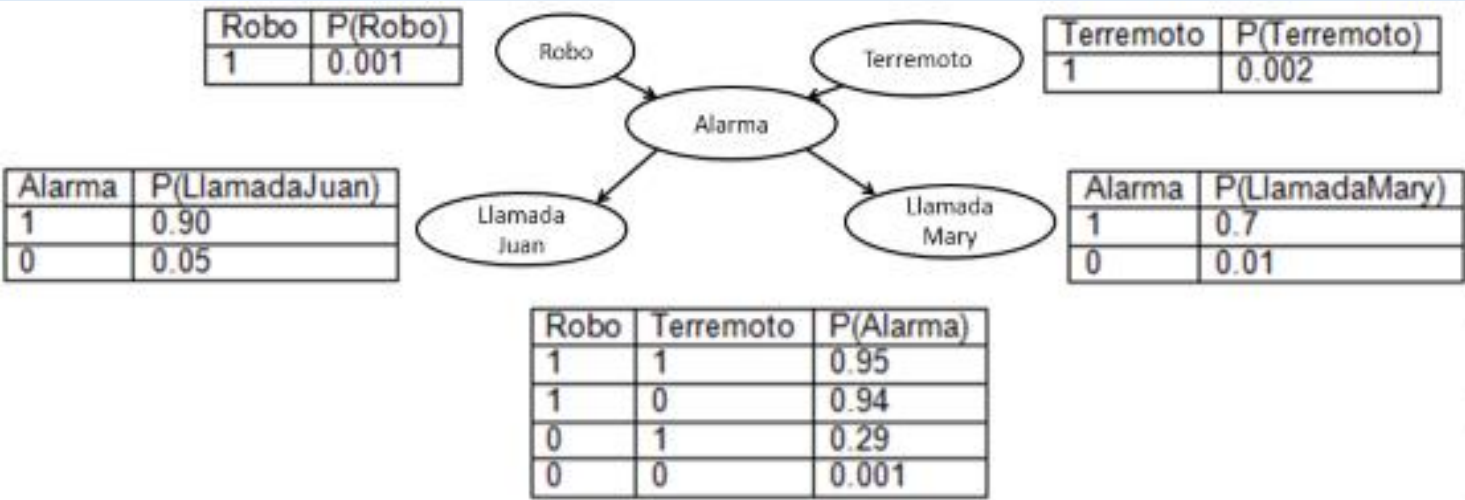 Robo P(Robo)
1 0.001
Robo
Terremoto
Terremoto P(Terremoto)
1 0.002
Alarma
Alarma P(LlamadaJuan)
1 0.90
0 0.05
Llamada
Juan
Llamada
Mary
Alarma P(LlamadaMary)
1 0.7
0 0.01
Robo Terremoto P(Alarma)
1 1 0.95
1 0 0.94
0 1 0.29
0 0 0.001